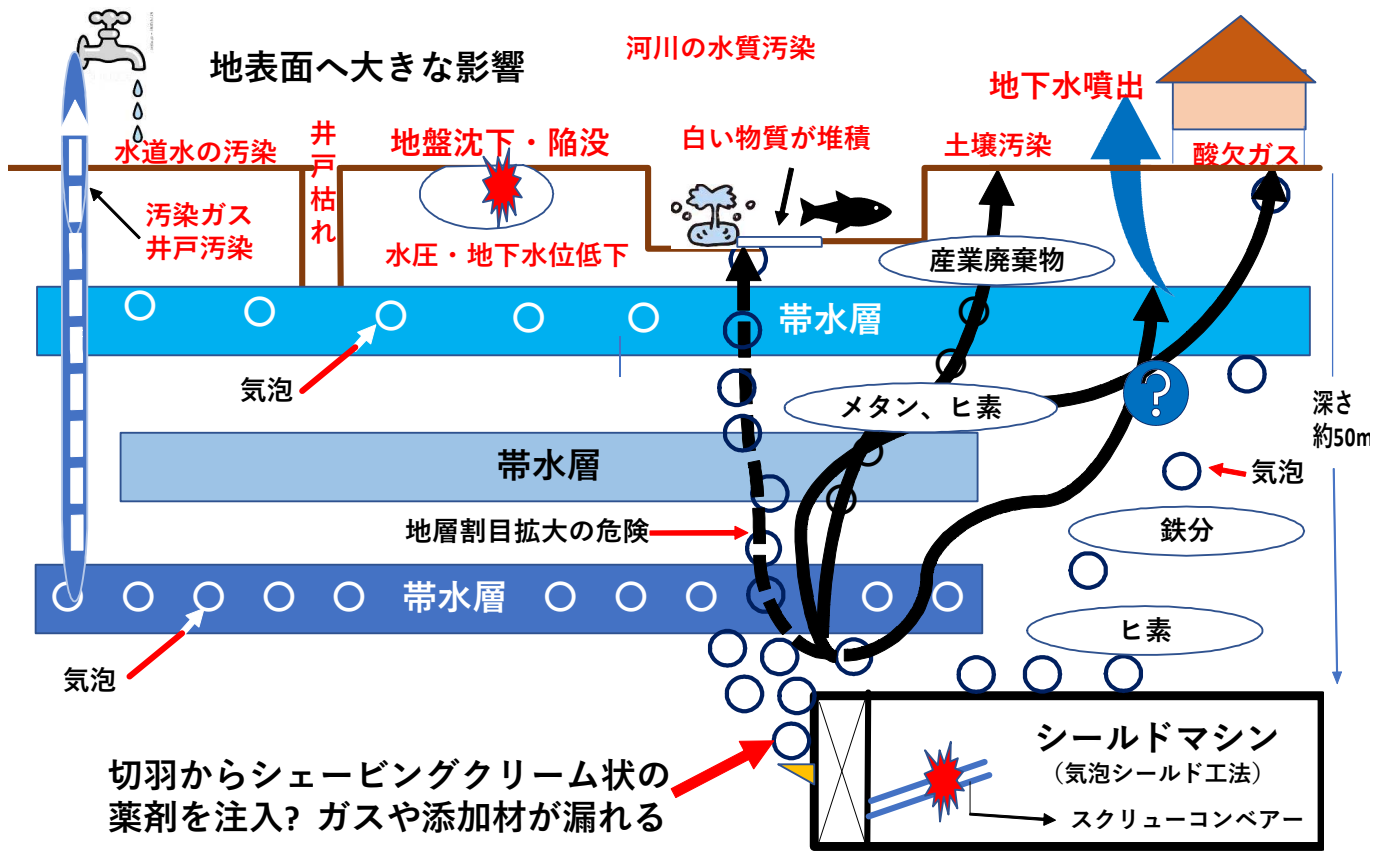 地表面へ大きな影響
河川の水質汚染
地下水噴出
水道水の汚染
井戸枯れ
地盤沈下・陥没
白い物質が堆積
土壌汚染
酸欠ガス
汚染ガス
井戸汚染
水圧・地下水位低下
産業廃棄物
帯水層
気泡
メタン、ヒ素
?
深さ
約50m
帯水層
気泡
地層割目拡大の危険
鉄分
帯水層
ヒ素
気泡
シールドマシン
（気泡シールド工法）
スクリューコンベアー
切羽からシェービングクリーム状の
薬剤を注入? ガスや添加材が漏れる